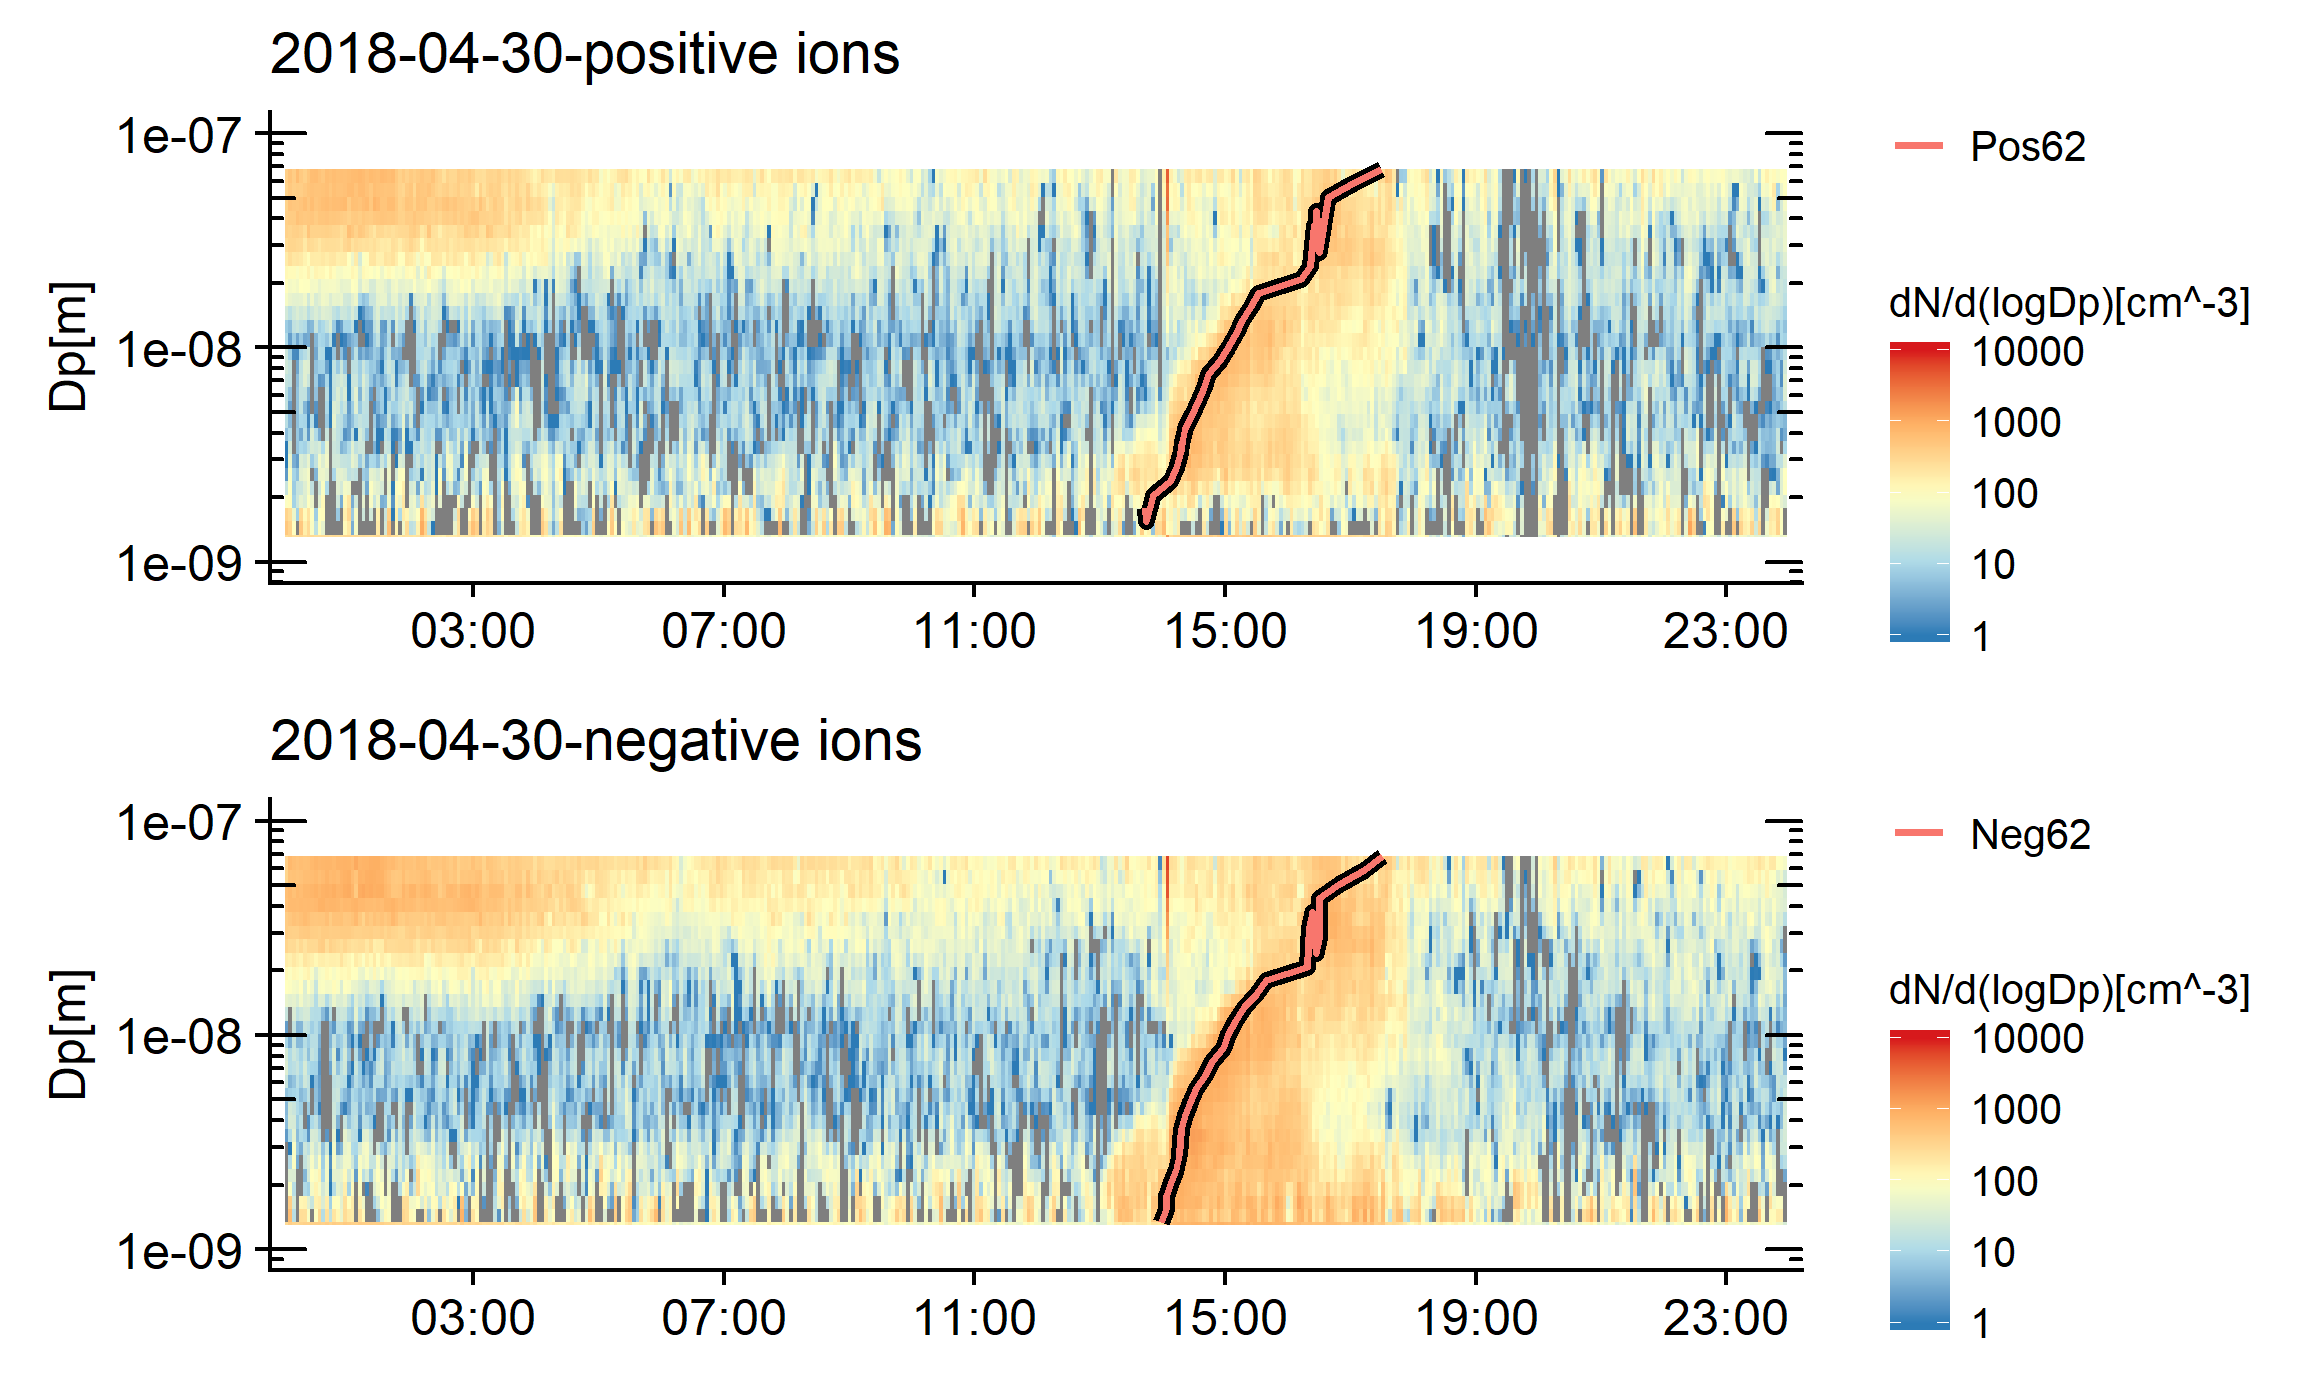 2018-04-30-positive ions
1e-07
1e-08
1e-09
Dp[m]
03:00 07:00 11:00 15:00 19:00 23:00
Pos62
dN/d(logDp)[cm^-3]
10000
1000
100
10
1
2018-04-30-negative ions
1e-07
1e-08
1e-09
Dp[m]
03:00 07:00 11:00 15:00 19:00 23:00
Neg62
dN/d(logDp)[cm^-3]
10000
1000
100
10
1